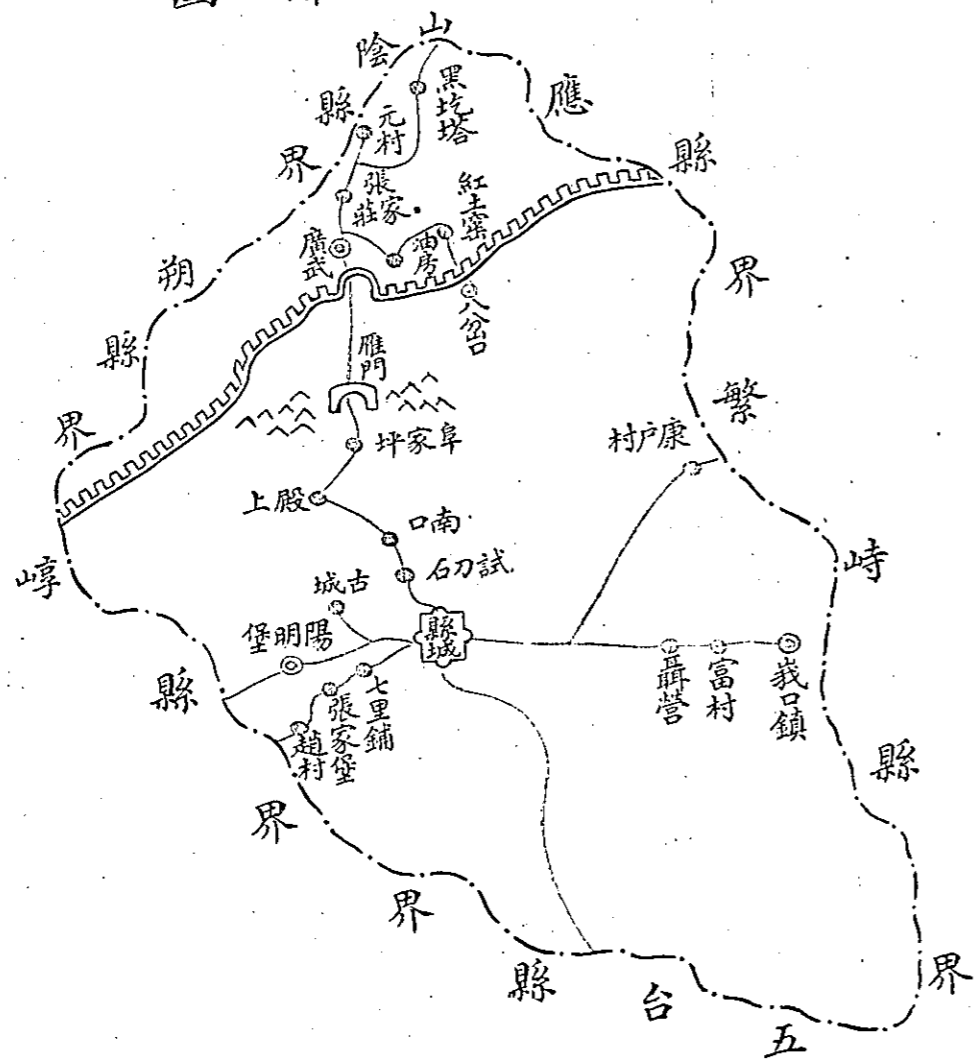 山陰縣界
應縣界
朔縣界
繁峙縣界
崞縣界
五台縣界
黑圪塔
元村
張家莊
紅土窰
油房
廣武
八岔口
雁門
阜家坪
上殿
南口
試刀石
康户村
古城
陽明堡
縣城
七里鋪
張家堡
趙村
聶營
富村
峩口鎮